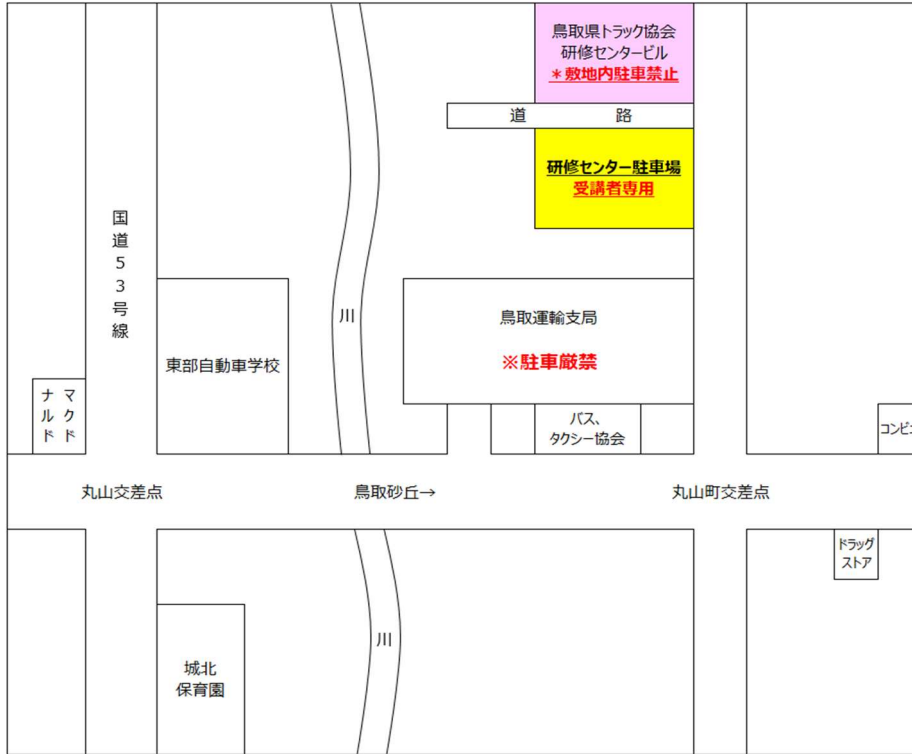 鳥取県トラック協会
研修センタービル
＊敷地内駐車禁止
道　　　路
研修センター駐車場
受講者専用
国道５３号線
川
鳥取運輸支局
※駐車厳禁
東部自動車学校
マクド
ナルド
バス、
タクシー協会
コンビニ
丸山交差点
鳥取砂丘→
丸山町交差点
ドラッグ
ストア
川
城北
保育園